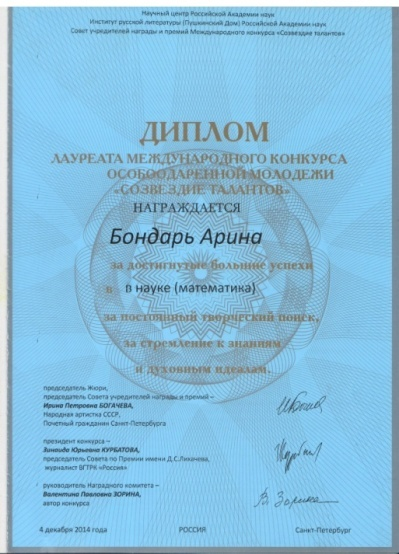 Научный центр Российской Академии наук
Институт русской литературы (Пушкинский Дом) Российской Академии наук
Совет учредителей награды и премий Международного конкурса «Созвездие талантов»
ДИПЛОМ
ЛАУРЕАТА МЕЖДУНАРОДНОГО КОНКУРСА
ОСОБООДАРЕННОЙ МОЛОДЕЖИ
«СОЗВЕЗДИЕ ТАЛАНТОВ»
НАГРАЖДАЕТСЯ
Бондарь Арина
за достигнутые большие успехи
в п науке (математика)
за постоянный творческий поиск,
за стремление к знаниям
и духовным идеалам.
председатель Жюри,
председатель Совета учредителей награды и премий –
Ирина Петровна БОГАЧЕВА,
Народная артистка СССР,
Почетный гражданин Санкт-Петербурга
президент конкурса –
Зинаида Юрьевна КУРБАТОВА,
председатель Совета по Премии имени Д.С.Лихачева,
журналист ВГТРК «Россия»
руководитель Наградного комитета –
Валентина Павловна ЗОРИНА,
автор конкурса
В. Зорина
4 декабря 2014 года РОССИЯ Санкт-Петербург